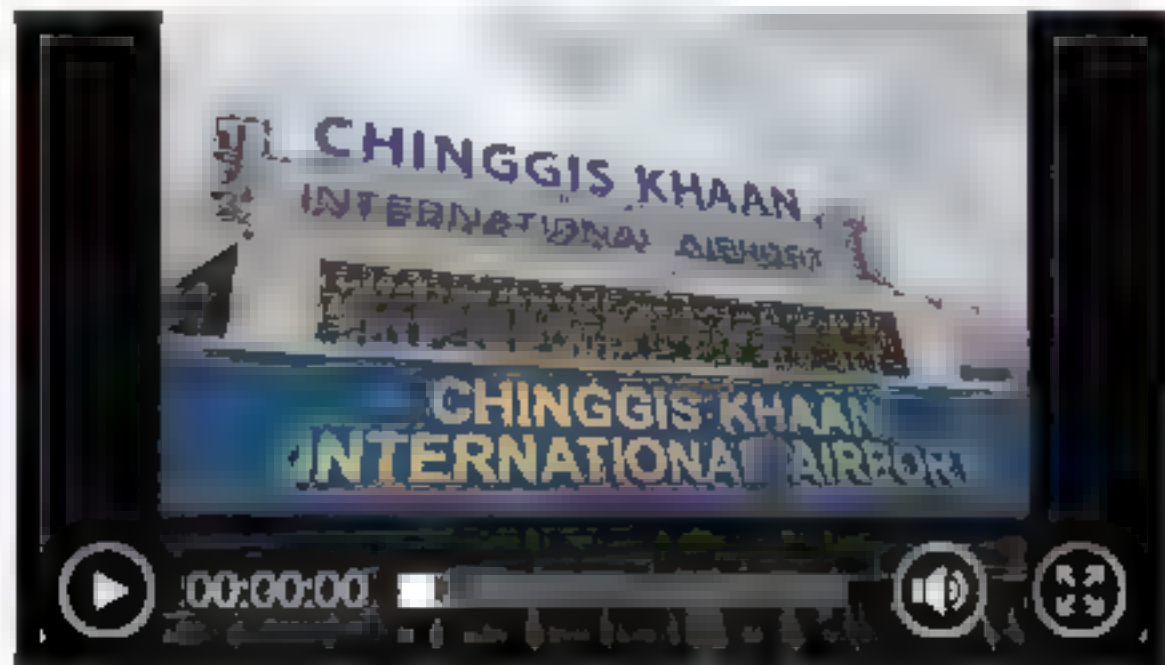 CHINGGIS KHAAN
INTERNATIONAL AIRPORT
CHINGGIS KHAAN
INTERNATIONAL AIRPORT
00:00:00